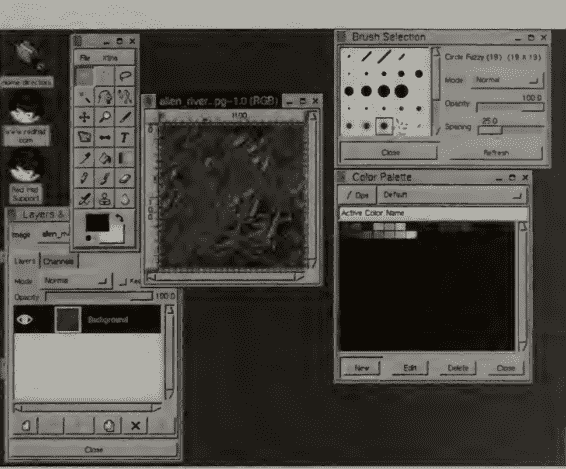 Home directory
www.redhat.com
Red Hat
Support
File Xtns
alien_river.jpg-1.0 (RGB)
Layers &
Image alien_ri
Layers Channels
Mode Normal
Opacity 100.0
Background
Close
Brush Selection
Circle Fuzzy (19) (19 x 19)
Mode: Normal
Opacity: 100.0
Spacing: 25.0
Close Refresh
Color Palette
Ops Default
Active Color Name
New Edit Delete Close